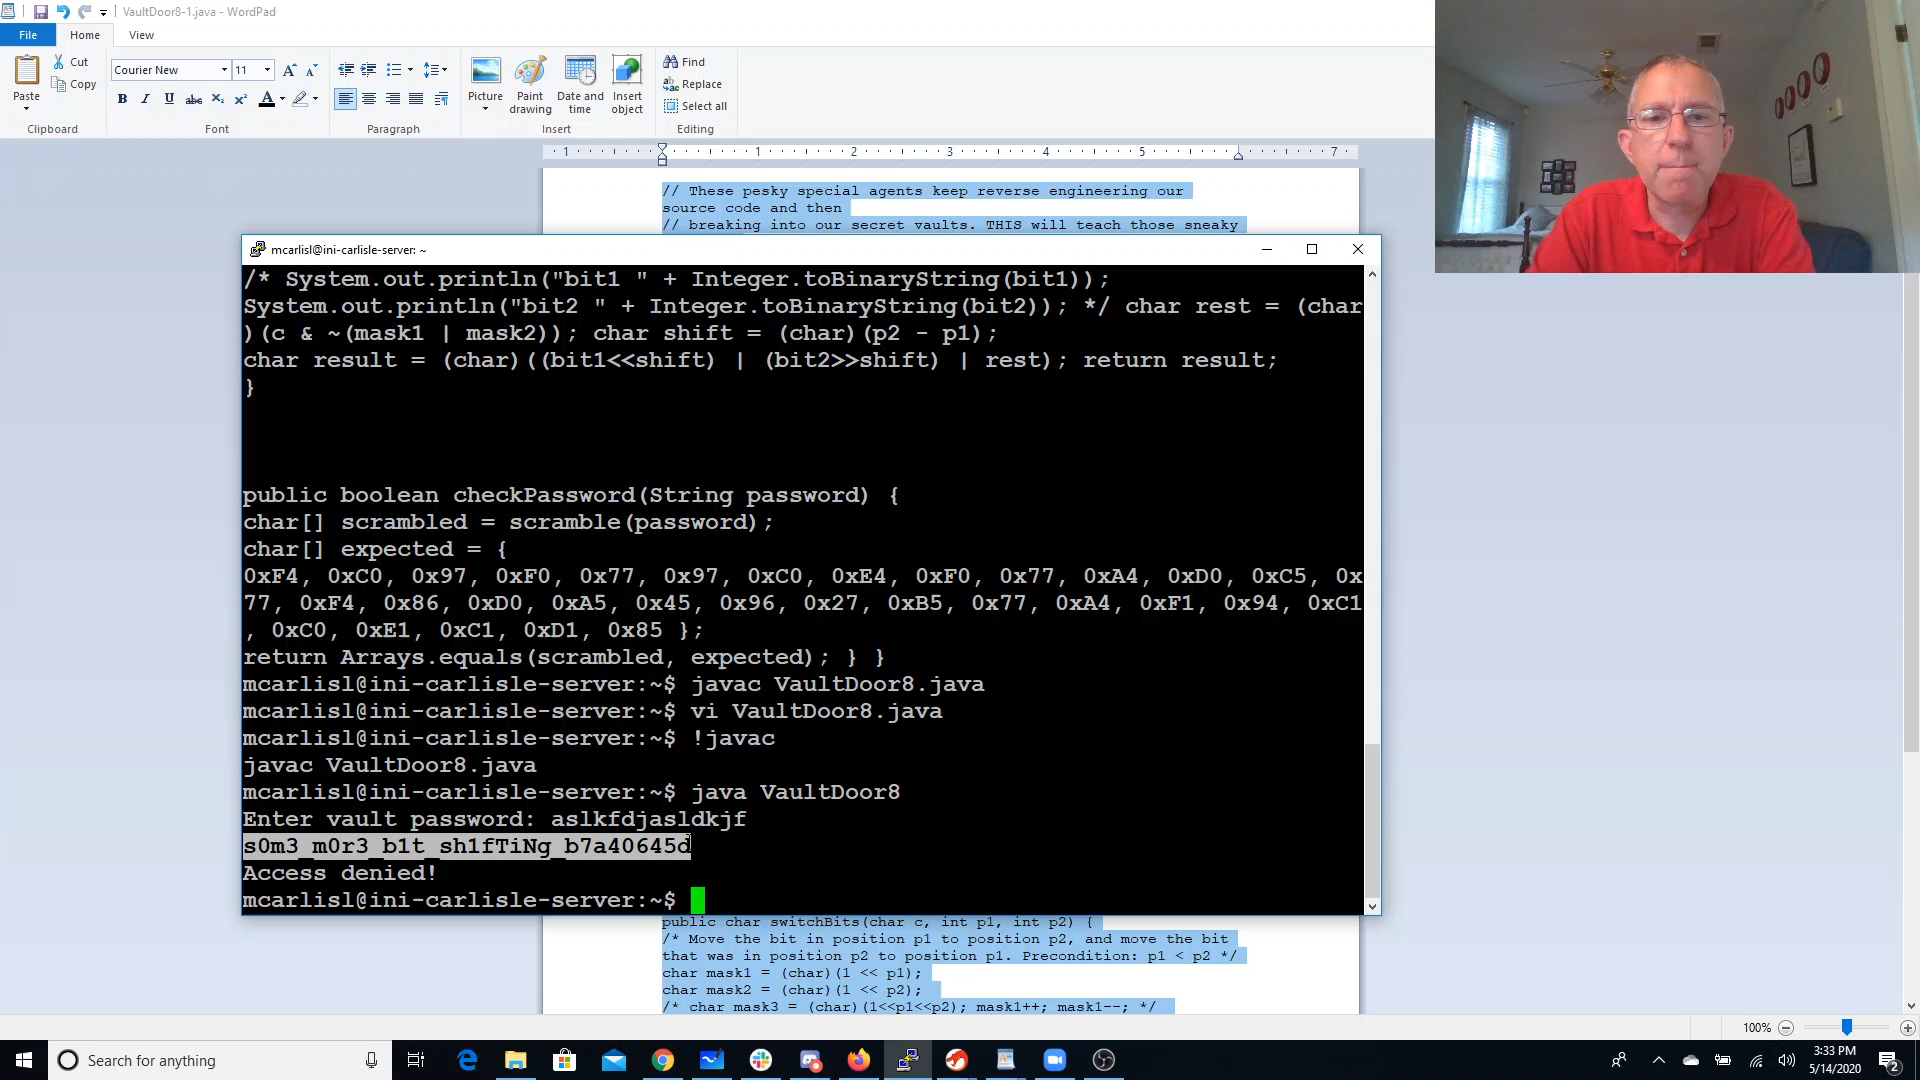 VaultDoor8-1.java - WordPad
File Home View
Paste
Cut
Copy
Clipboard
Courier New 11
Font
Paragraph
Picture
Paint drawing
Date and time
Insert object
Insert
Find
Replace
Select all
Editing
1 1 2 3 4 5 7
// These pesky special agents keep reverse engineering our
source code and then
// breaking into our secret vaults. THIS will teach those sneaky
mcarlisl@ini-carlisle-server: ~
/* System.out.println("bit1 " + Integer.toBinaryString(bit1));
System.out.println("bit2 " + Integer.toBinaryString(bit2)); */ char rest = (char
)(c & ~(mask1 | mask2)); char shift = (char)(p2 - p1);
char result = (char)((bit1<<shift) | (bit2>>shift) | rest); return result;
}
public boolean checkPassword(String password) {
char[] scrambled = scramble(password);
char[] expected = {
0xF4, 0xC0, 0x97, 0xF0, 0x77, 0x97, 0xC0, 0xE4, 0xF0, 0x77, 0xA4, 0xD0, 0xC5, 0x
77, 0xF4, 0x86, 0xD0, 0xA5, 0x45, 0x96, 0x27, 0xB5, 0x77, 0xA4, 0xF1, 0x94, 0xC1
, 0xC0, 0xE1, 0xC1, 0xD1, 0x85 };
return Arrays.equals(scrambled, expected); } }
mcarlisl@ini-carlisle-server:~$ javac VaultDoor8.java
mcarlisl@ini-carlisle-server:~$ vi VaultDoor8.java
mcarlisl@ini-carlisle-server:~$ !javac
javac VaultDoor8.java
mcarlisl@ini-carlisle-server:~$ java VaultDoor8
Enter vault password: aslkfdjasldkjf
s0m3_m0r3_b1t_sh1fTiNg_b7a40645d
Access denied!
mcarlisl@ini-carlisle-server:~$
public char switchBits(char c, int p1, int p2) {
/* Move the bit in position p1 to position p2, and move the bit
that was in position p2 to position p1. Precondition: p1 < p2 */
char mask1 = (char)(1 << p1);
char mask2 = (char)(1 << p2);
/* char mask3 = (char)(1<<p1<<p2); mask1++; mask1--; */
100%
Search for anything
3:33 PM
5/14/2020
2